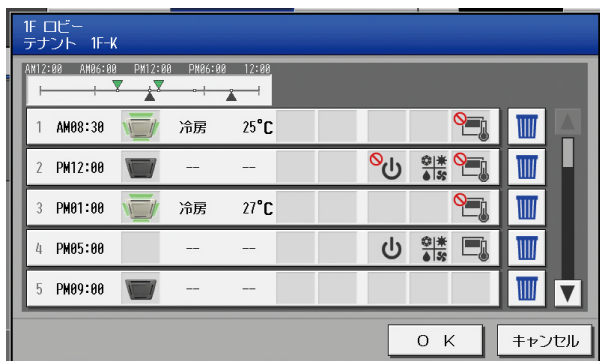 1F ロビー
テナント 1F-K
AM12:00 AM06:00 PM12:00 PM06:00 12:00
1 AM08:30 冷房 25℃
2 PM12:00 -- --
3 PM01:00 冷房 27℃
4 PM05:00 -- --
5 PM09:00 -- --
O K キャンセル